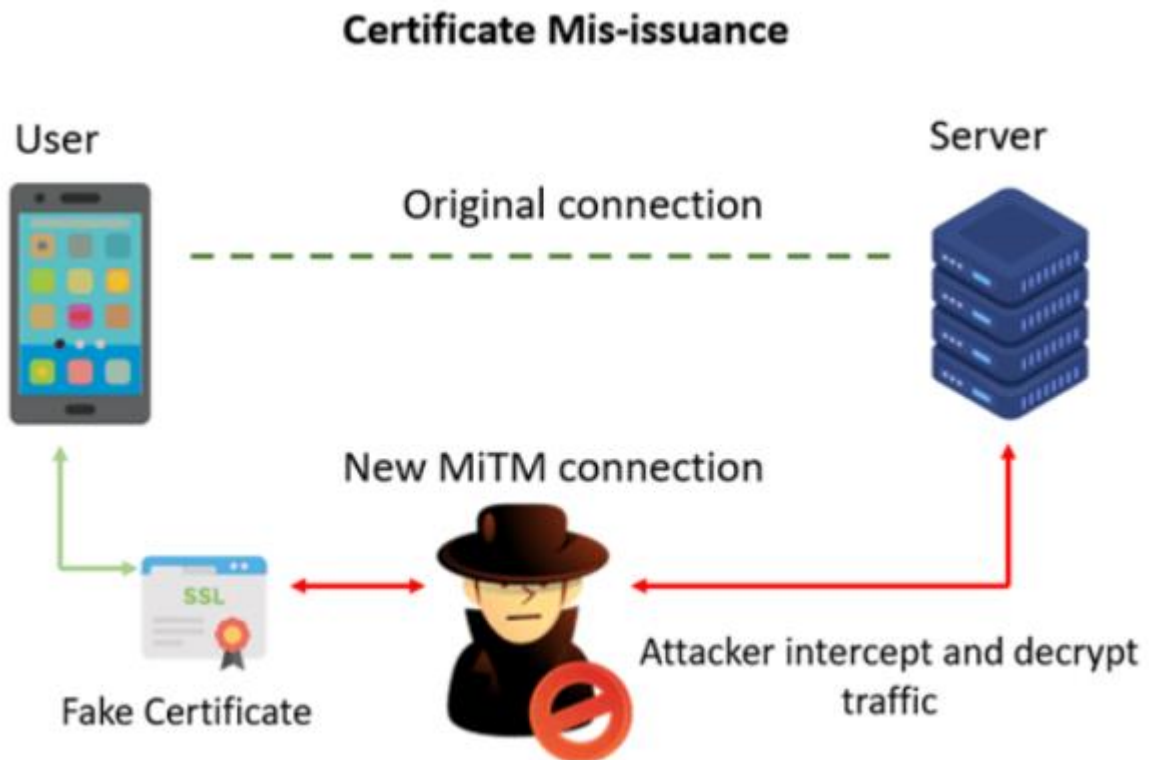 Certificate Mis-issuance
User
Server
Original connection
New MiTM connection
SSL
Attacker intercept and decrypt
traffic
Fake Certificate